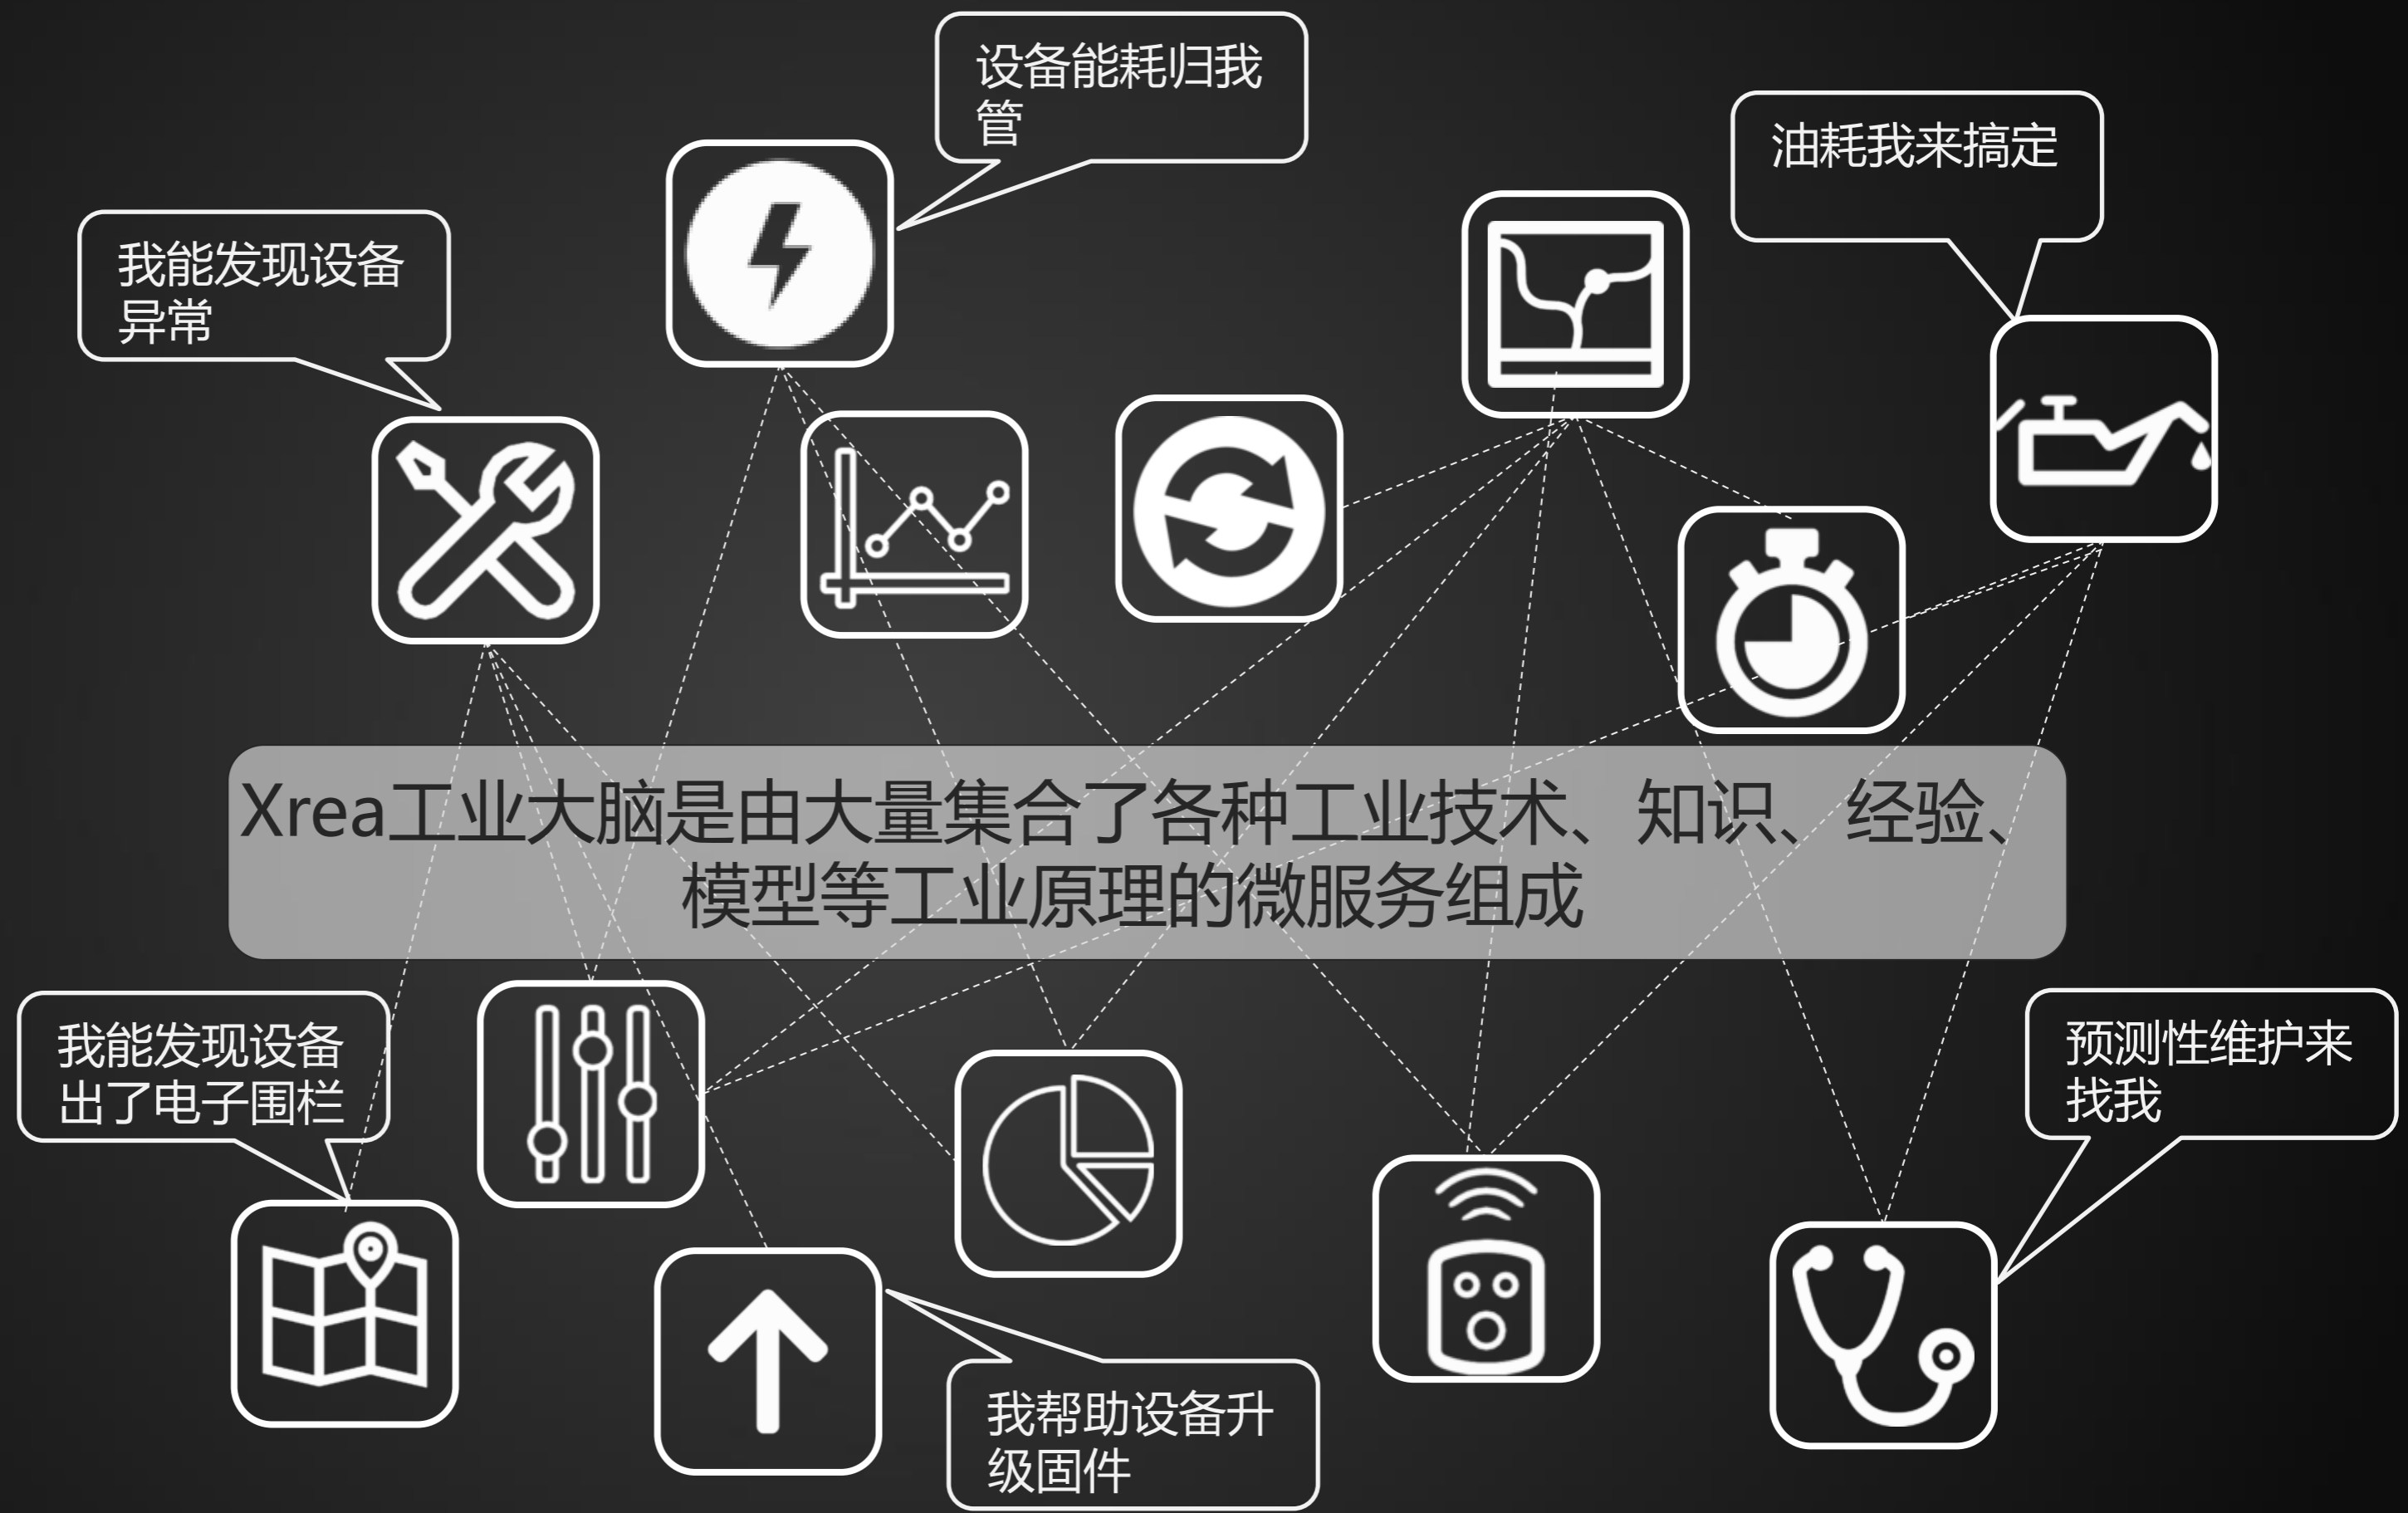 设备能耗归我
管
油耗我来搞定
我能发现设备
异常
Xrea工业大脑是由大量集合了各种工业技术、 知识、 经验、
模型等工业原理的微服务组成
我能发现设备
出了电子围栏
预测性维护来
找我
我帮助设备升
级固件